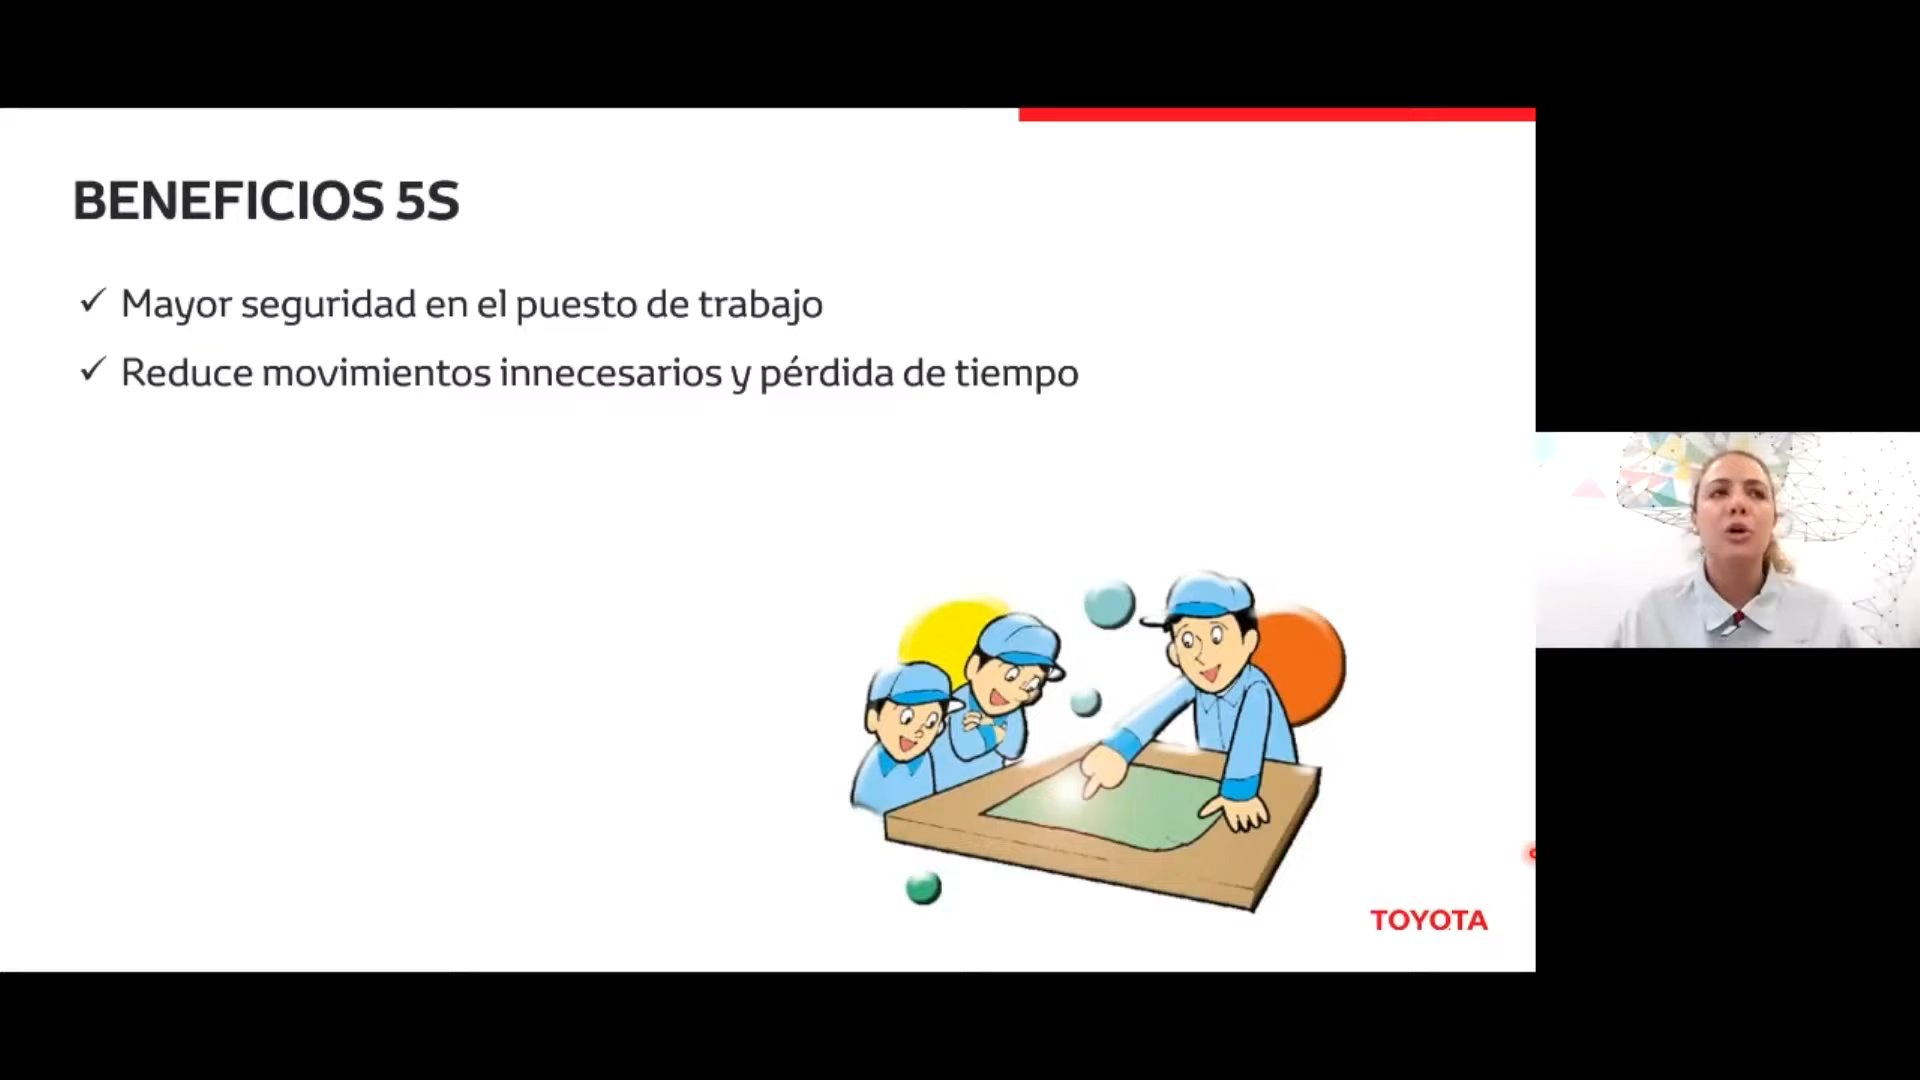 BENEFICIOS 5S
✓ Mayor seguridad en el puesto de trabajo
✓ Reduce movimientos innecesarios y pérdida de tiempo
TOYOTA